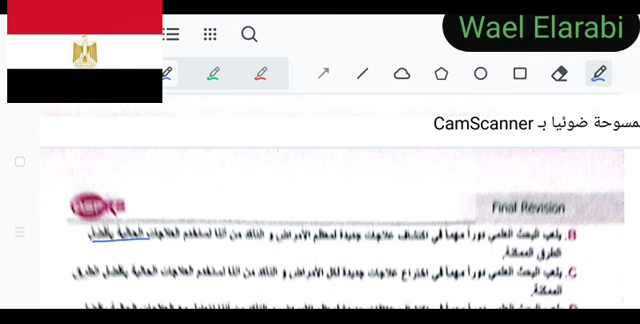 Wael Elarabi
ممسوحة ضوئيا بـ CamScanner
Final Revision
B. يلعب البحث العلمي دوراً مهماً في اكتشاف علاجات جديدة لمعظم الأمراض و التأكد من أننا نستخدم العلاجات الحالية بأفضل
الطرق الممكنة.
C. يلعب البحث العلمي دوراً مهماً في اختراع علاجات جديدة لكل الأمراض و التأكد من أننا نستخدم العلاجات الحالية بأفضل الطرق
الممكنة.